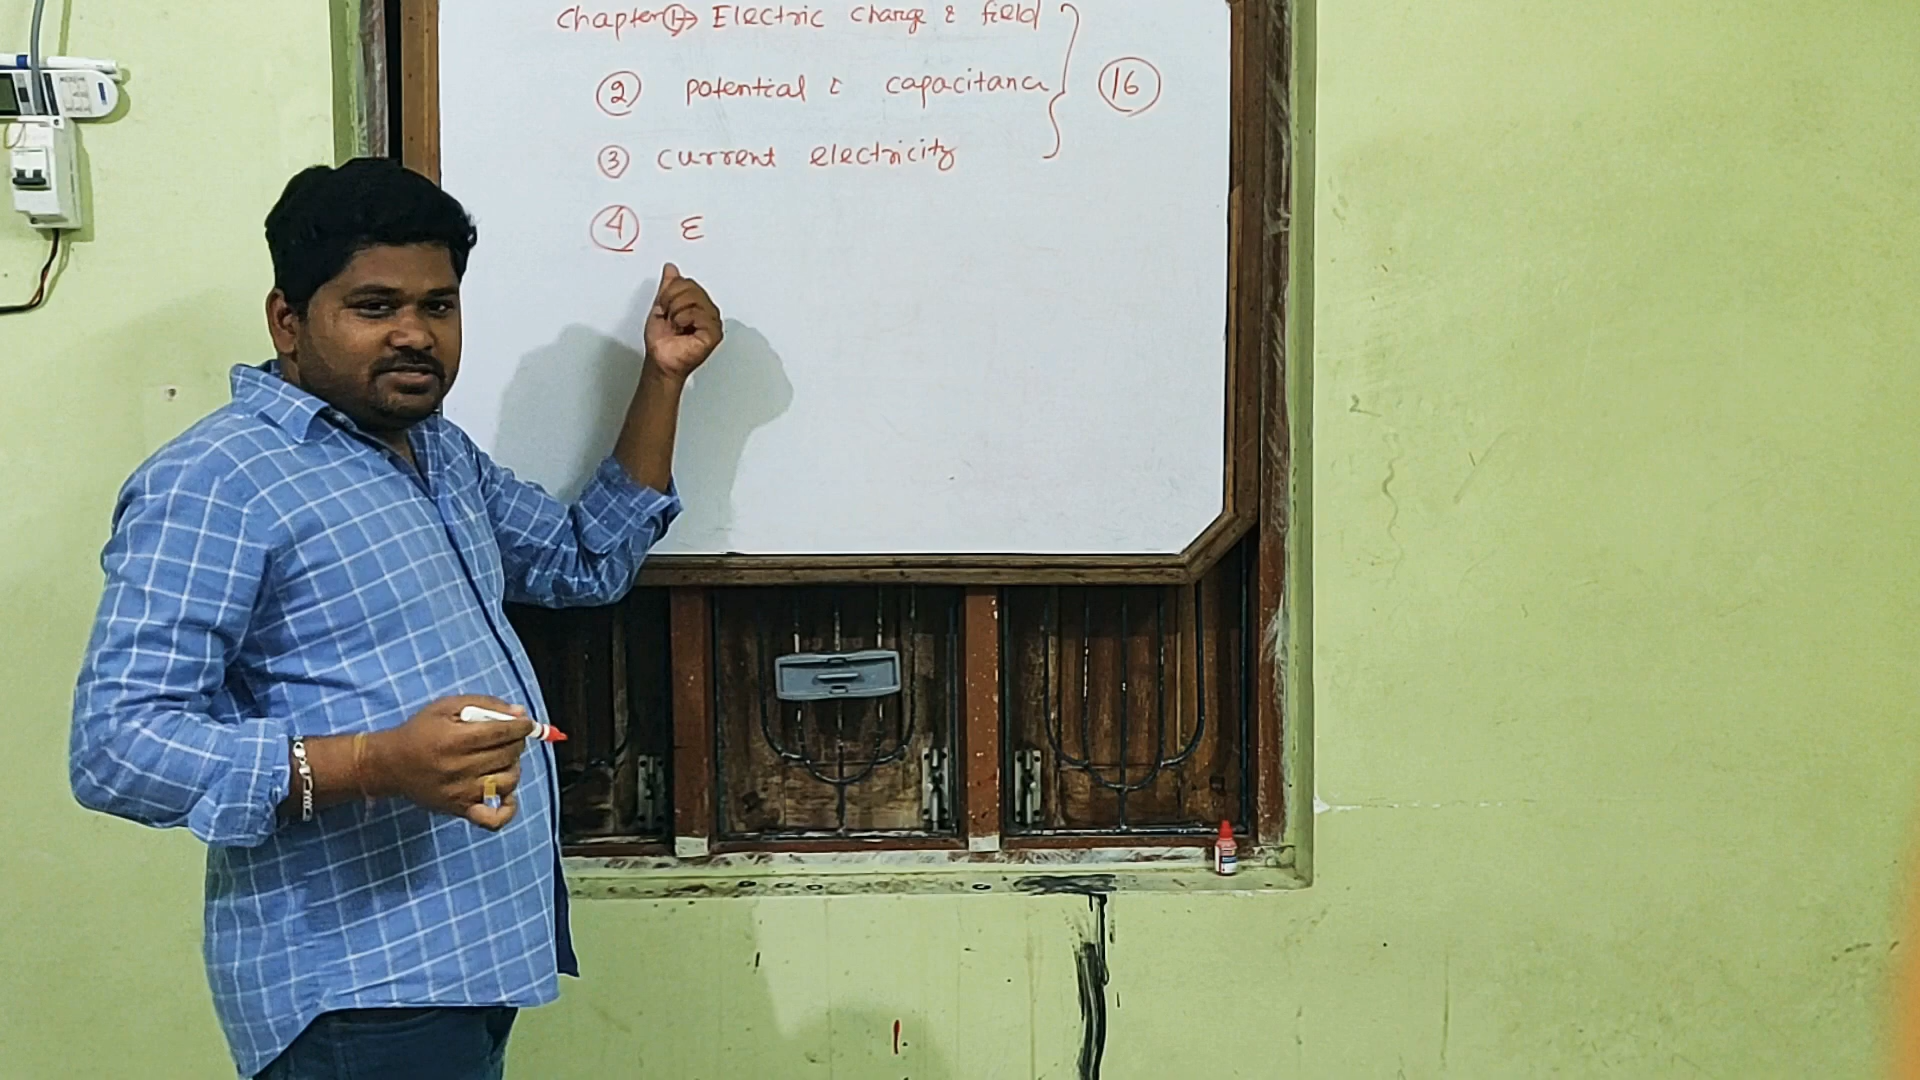 Chapter ① → Electric charge & field
② potential & capacitance
⑯
③ current electricity
④ E